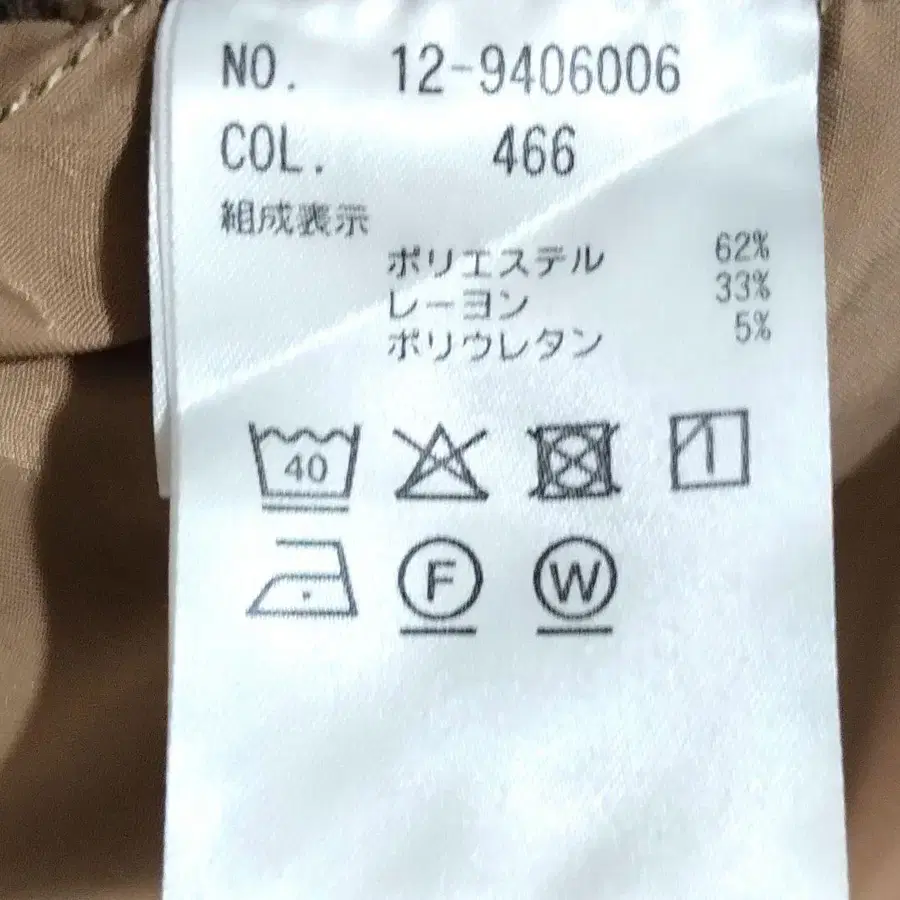 NO. 12-9406006
COL. 466
組成表示
ポリエステル 62%
レーヨン 33%
ポリウレタン 5%
40
F W